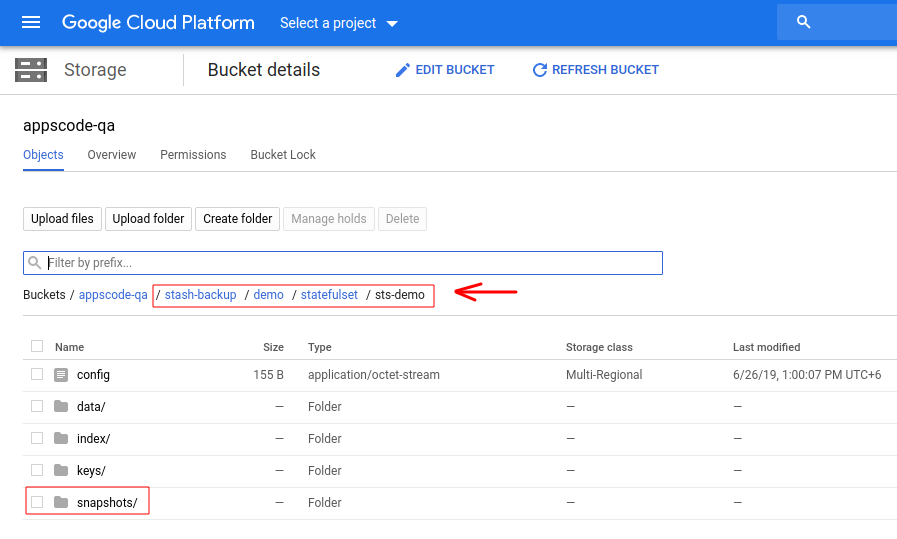 Google Cloud Platform Select a project
Storage Bucket details EDIT BUCKET REFRESH BUCKET
appscode-qa
Objects Overview Permissions Bucket Lock
Upload files Upload folder Create folder Manage holds Delete
Filter by prefix...
Buckets / appscode-qa / stash-backup / demo / statefulset / sts-demo
Name Size Type Storage class Last modified
config 155 B application/octet-stream Multi-Regional 6/26/19, 1:00:07 PM UTC+6
data/ — Folder — —
index/ — Folder — —
keys/ — Folder — —
snapshots/ — Folder — —